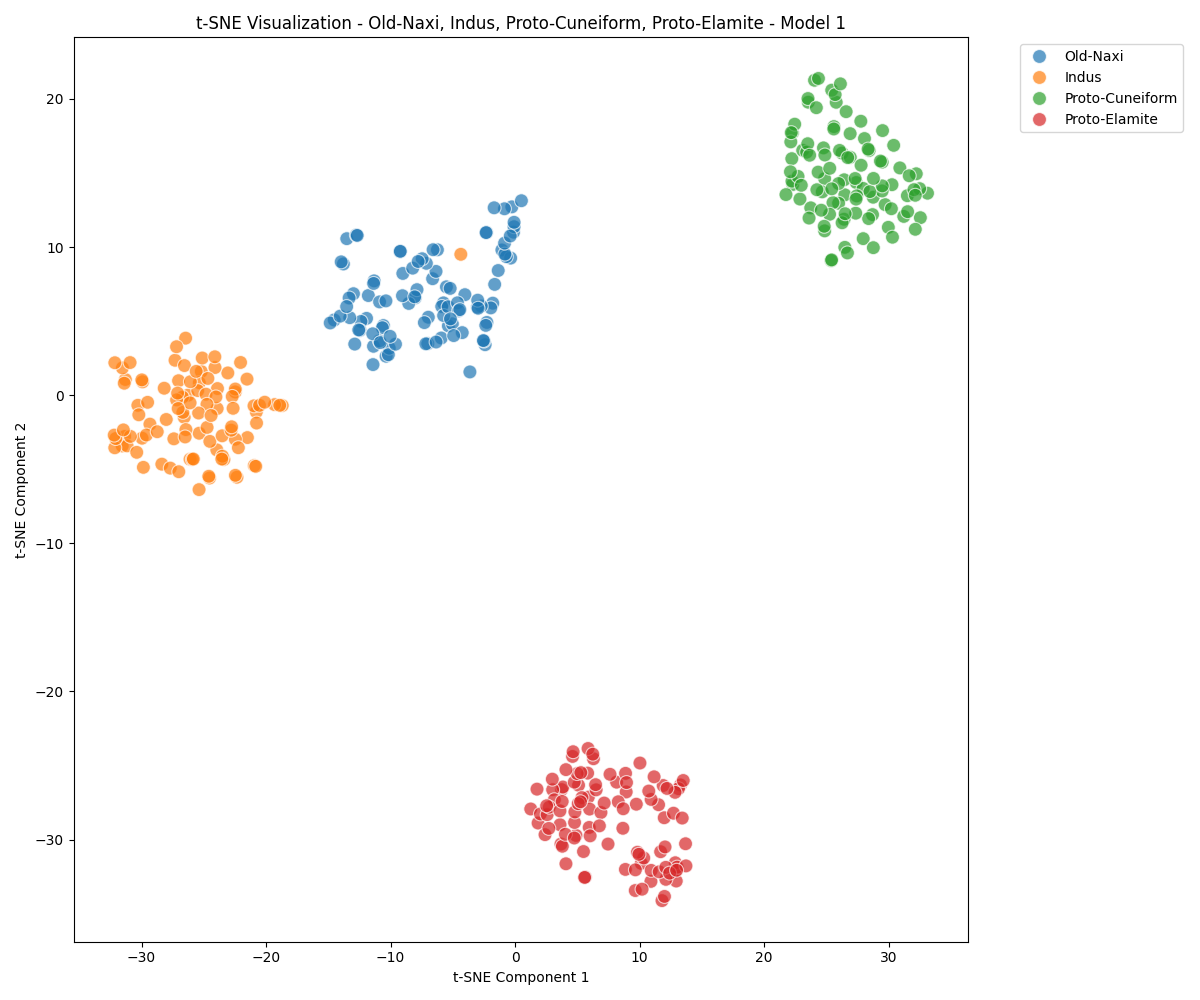 t-SNE Visualization - Old-Naxi, Indus, Proto-Cuneiform, Proto-Elamite - Model 1
Old-Naxi
Indus
Proto-Cuneiform
Proto-Elamite
20
10
0
−10
−20
−30
t-SNE Component 2
−30
−20
−10
0
10
20
30
t-SNE Component 1